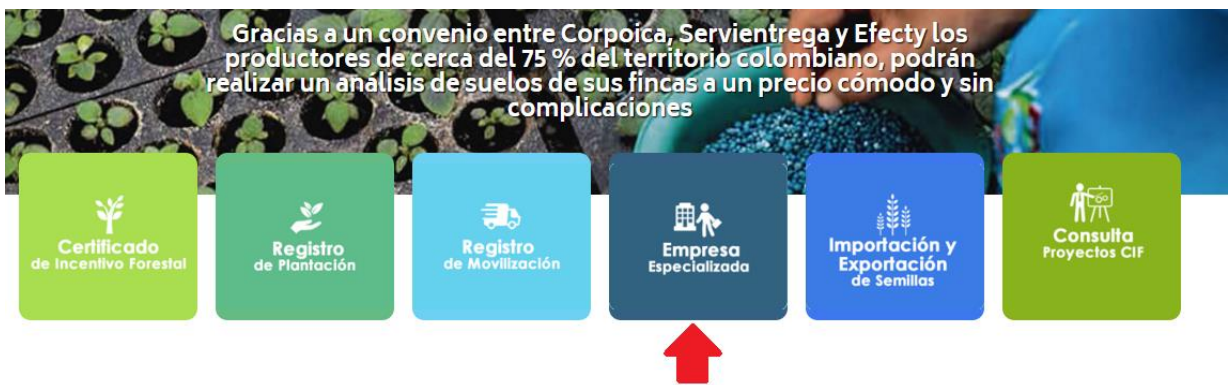 Gracias a un convenio entre Corpoica, Servientrega y Efecty los
productores de cerca del 75 % del territorio colombiano, podrán
realizar un análisis de suelos de sus fincas a un precio cómodo y sin
complicaciones
Certificado
de Incentivo Forestal
Registro
de Plantación
Registro
de Movilización
Empresa
Especializada
Importación y
Exportación
de Semillas
Consulta
Proyectos CIF